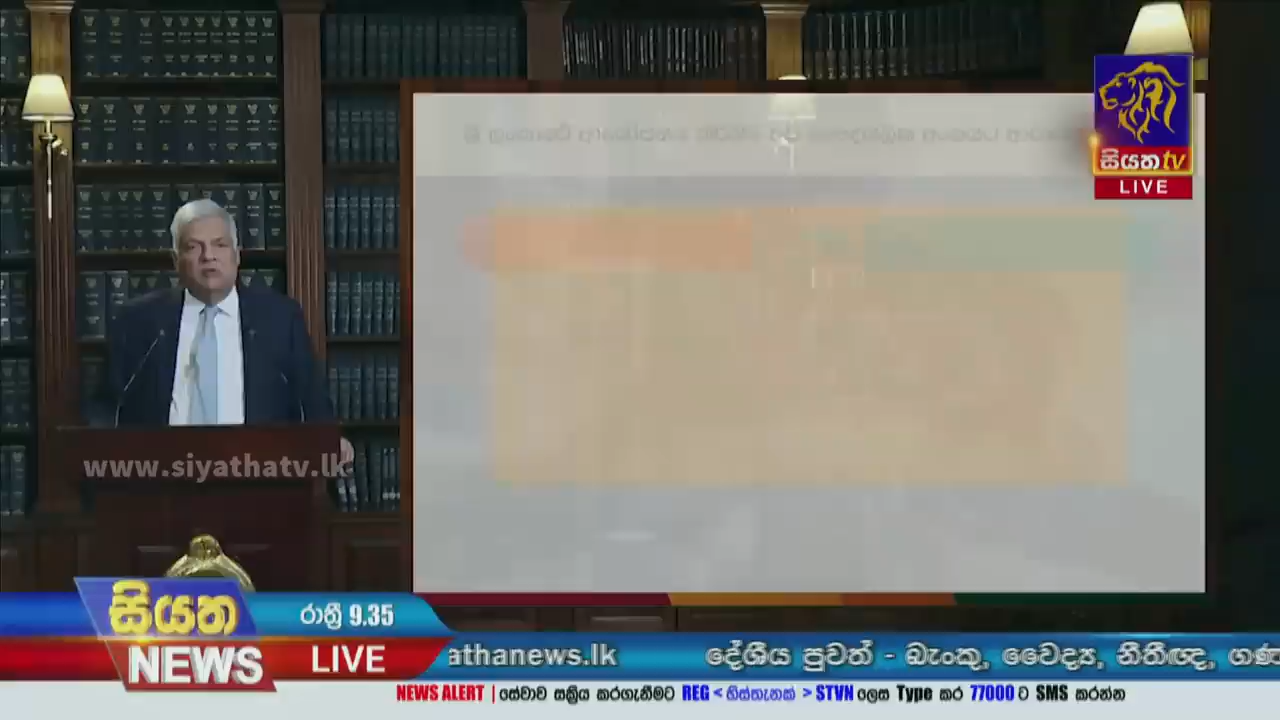 සියත tv
LIVE
www.siyathatv.lk
සියත
NEWS
රාත්‍රී 9.35
LIVE
athanews.lk දේශීය පුවත් - බැංකු, වෛද්‍ය, නීතීඥ, ගණ
NEWS ALERT | සේවාව සක්‍රිය කරගැනීමට REG < හිස්තැනක් > STVN ලෙස Type කර 77000 ට SMS කරන්න